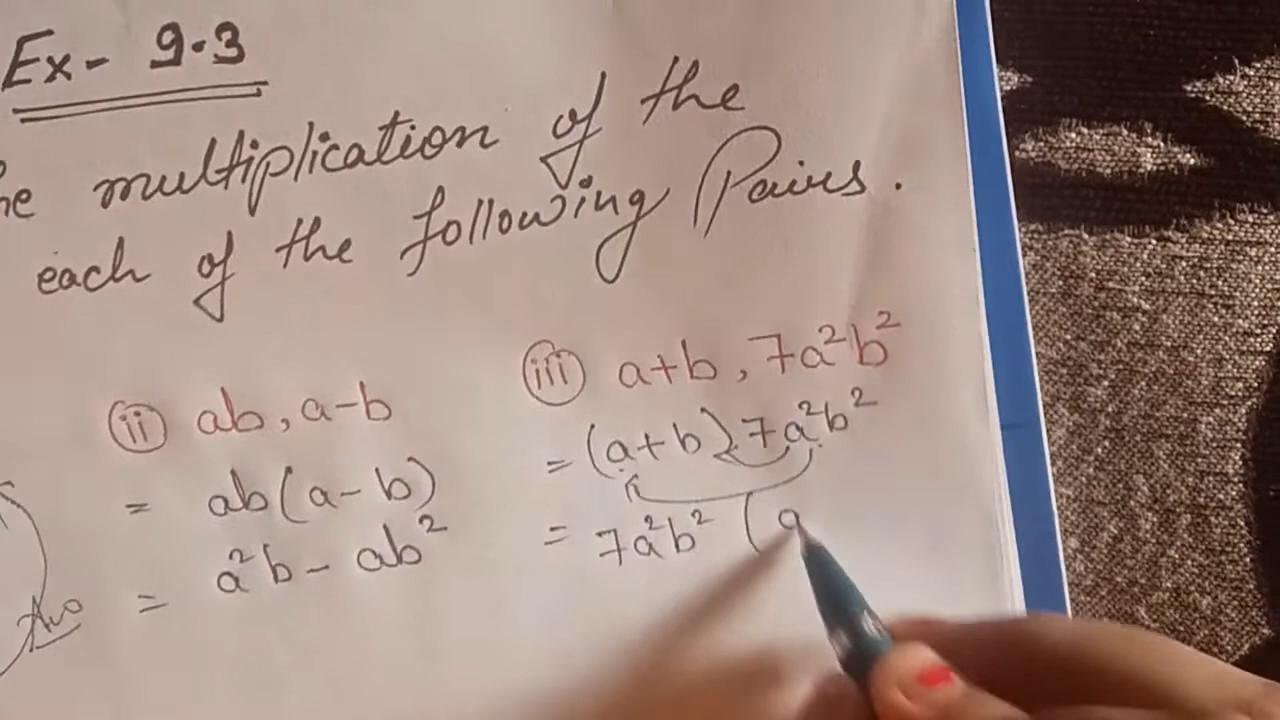 Ex- 9.3
he multiplication of the
each of the following Pairs.
(ii) ab, a-b
= ab(a-b)
= a²b - ab²
Ans
(iii) a+b, 7a²b²
= (a+b) 7a²b²
= 7a²b² (a